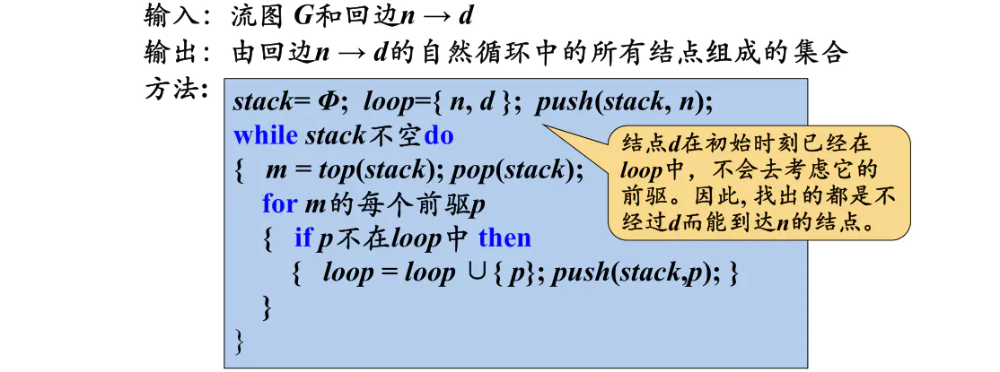 输入：流图 G和回边n → d
输出：由回边n → d的自然循环中的所有结点组成的集合
方法:
stack= Φ; loop={ n, d }; push(stack, n);
while stack不空do
{ m = top(stack); pop(stack);
for m的每个前驱p
{ if p不在loop中 then
{ loop = loop ∪{ p}; push(stack,p); }
}
}
结点d在初始时刻已经在
loop中，不会去考虑它的
前驱。因此, 找出的都是不
经过d而能到达n的结点。